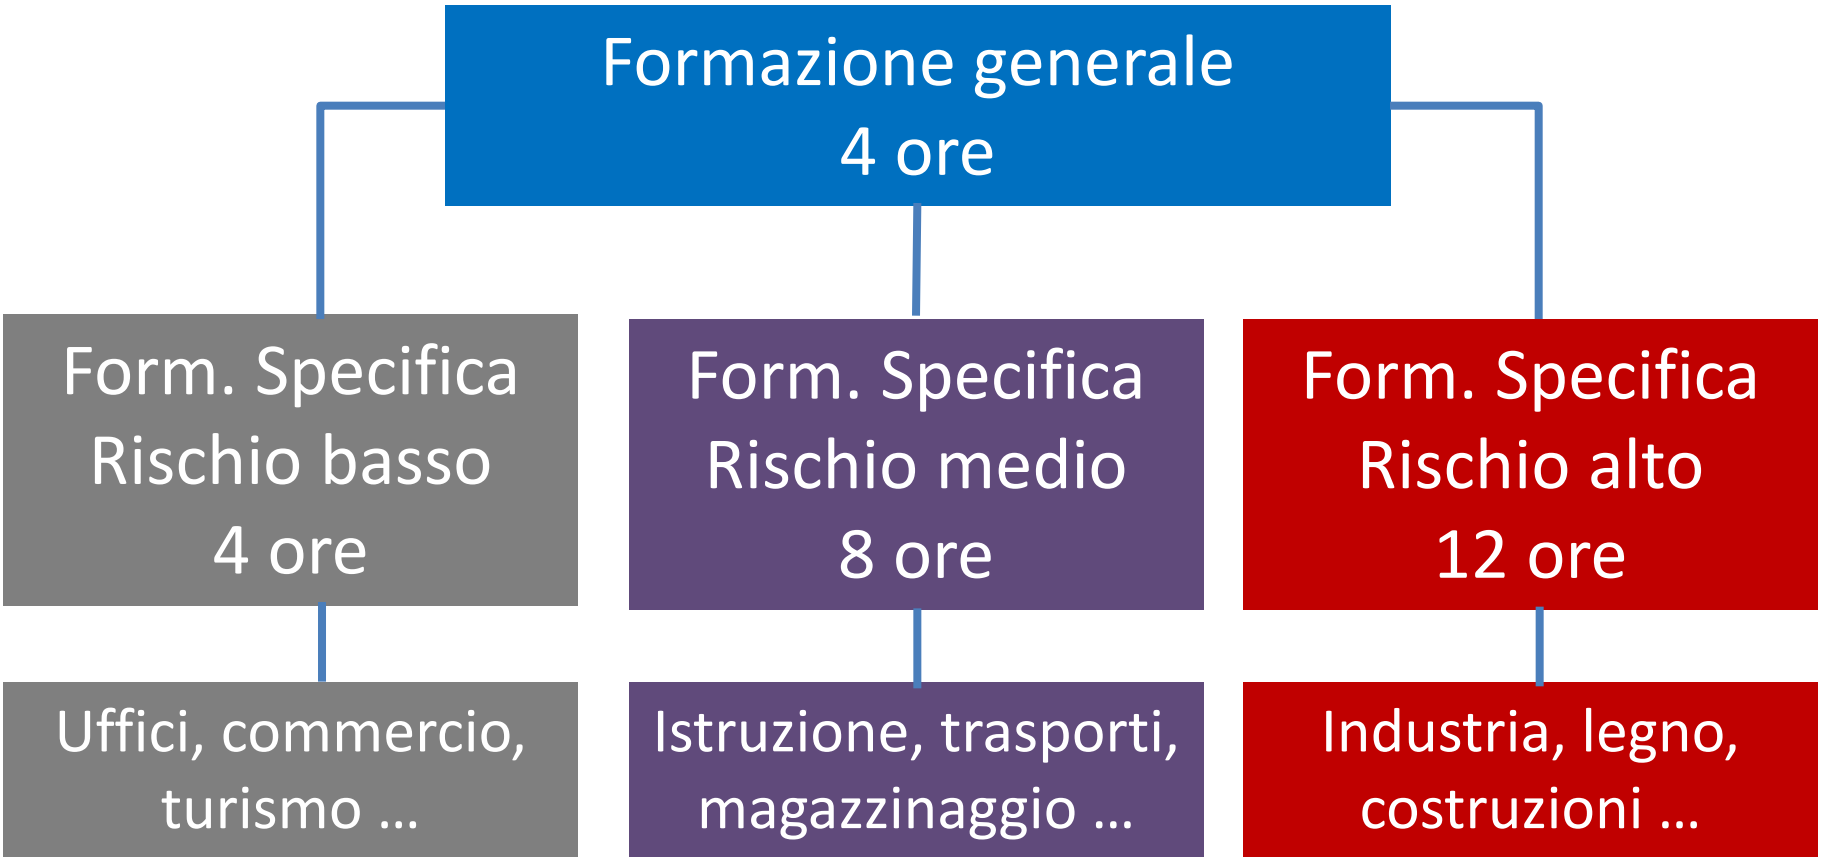 Formazione generale
4 ore
Form. Specifica
Rischio basso
4 ore
Form. Specifica
Rischio medio
8 ore
Form. Specifica
Rischio alto
12 ore
Uffici, commercio,
turismo ...
Istruzione, trasporti,
magazzinaggio ...
Industria, legno,
costruzioni ...